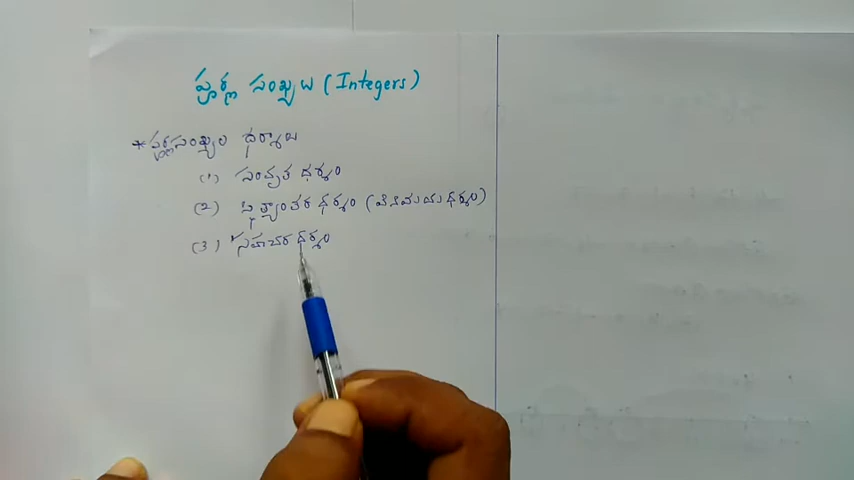 పూర్ణ సంఖ్యలు (Integers)
* పూర్ణసంఖ్యల ధర్మాలు
(1) సంవృత ధర్మం
(2) స్థిత్యాంతర ధర్మం (వినిమయ ధర్మం)
(3) సహచర ధర్మం